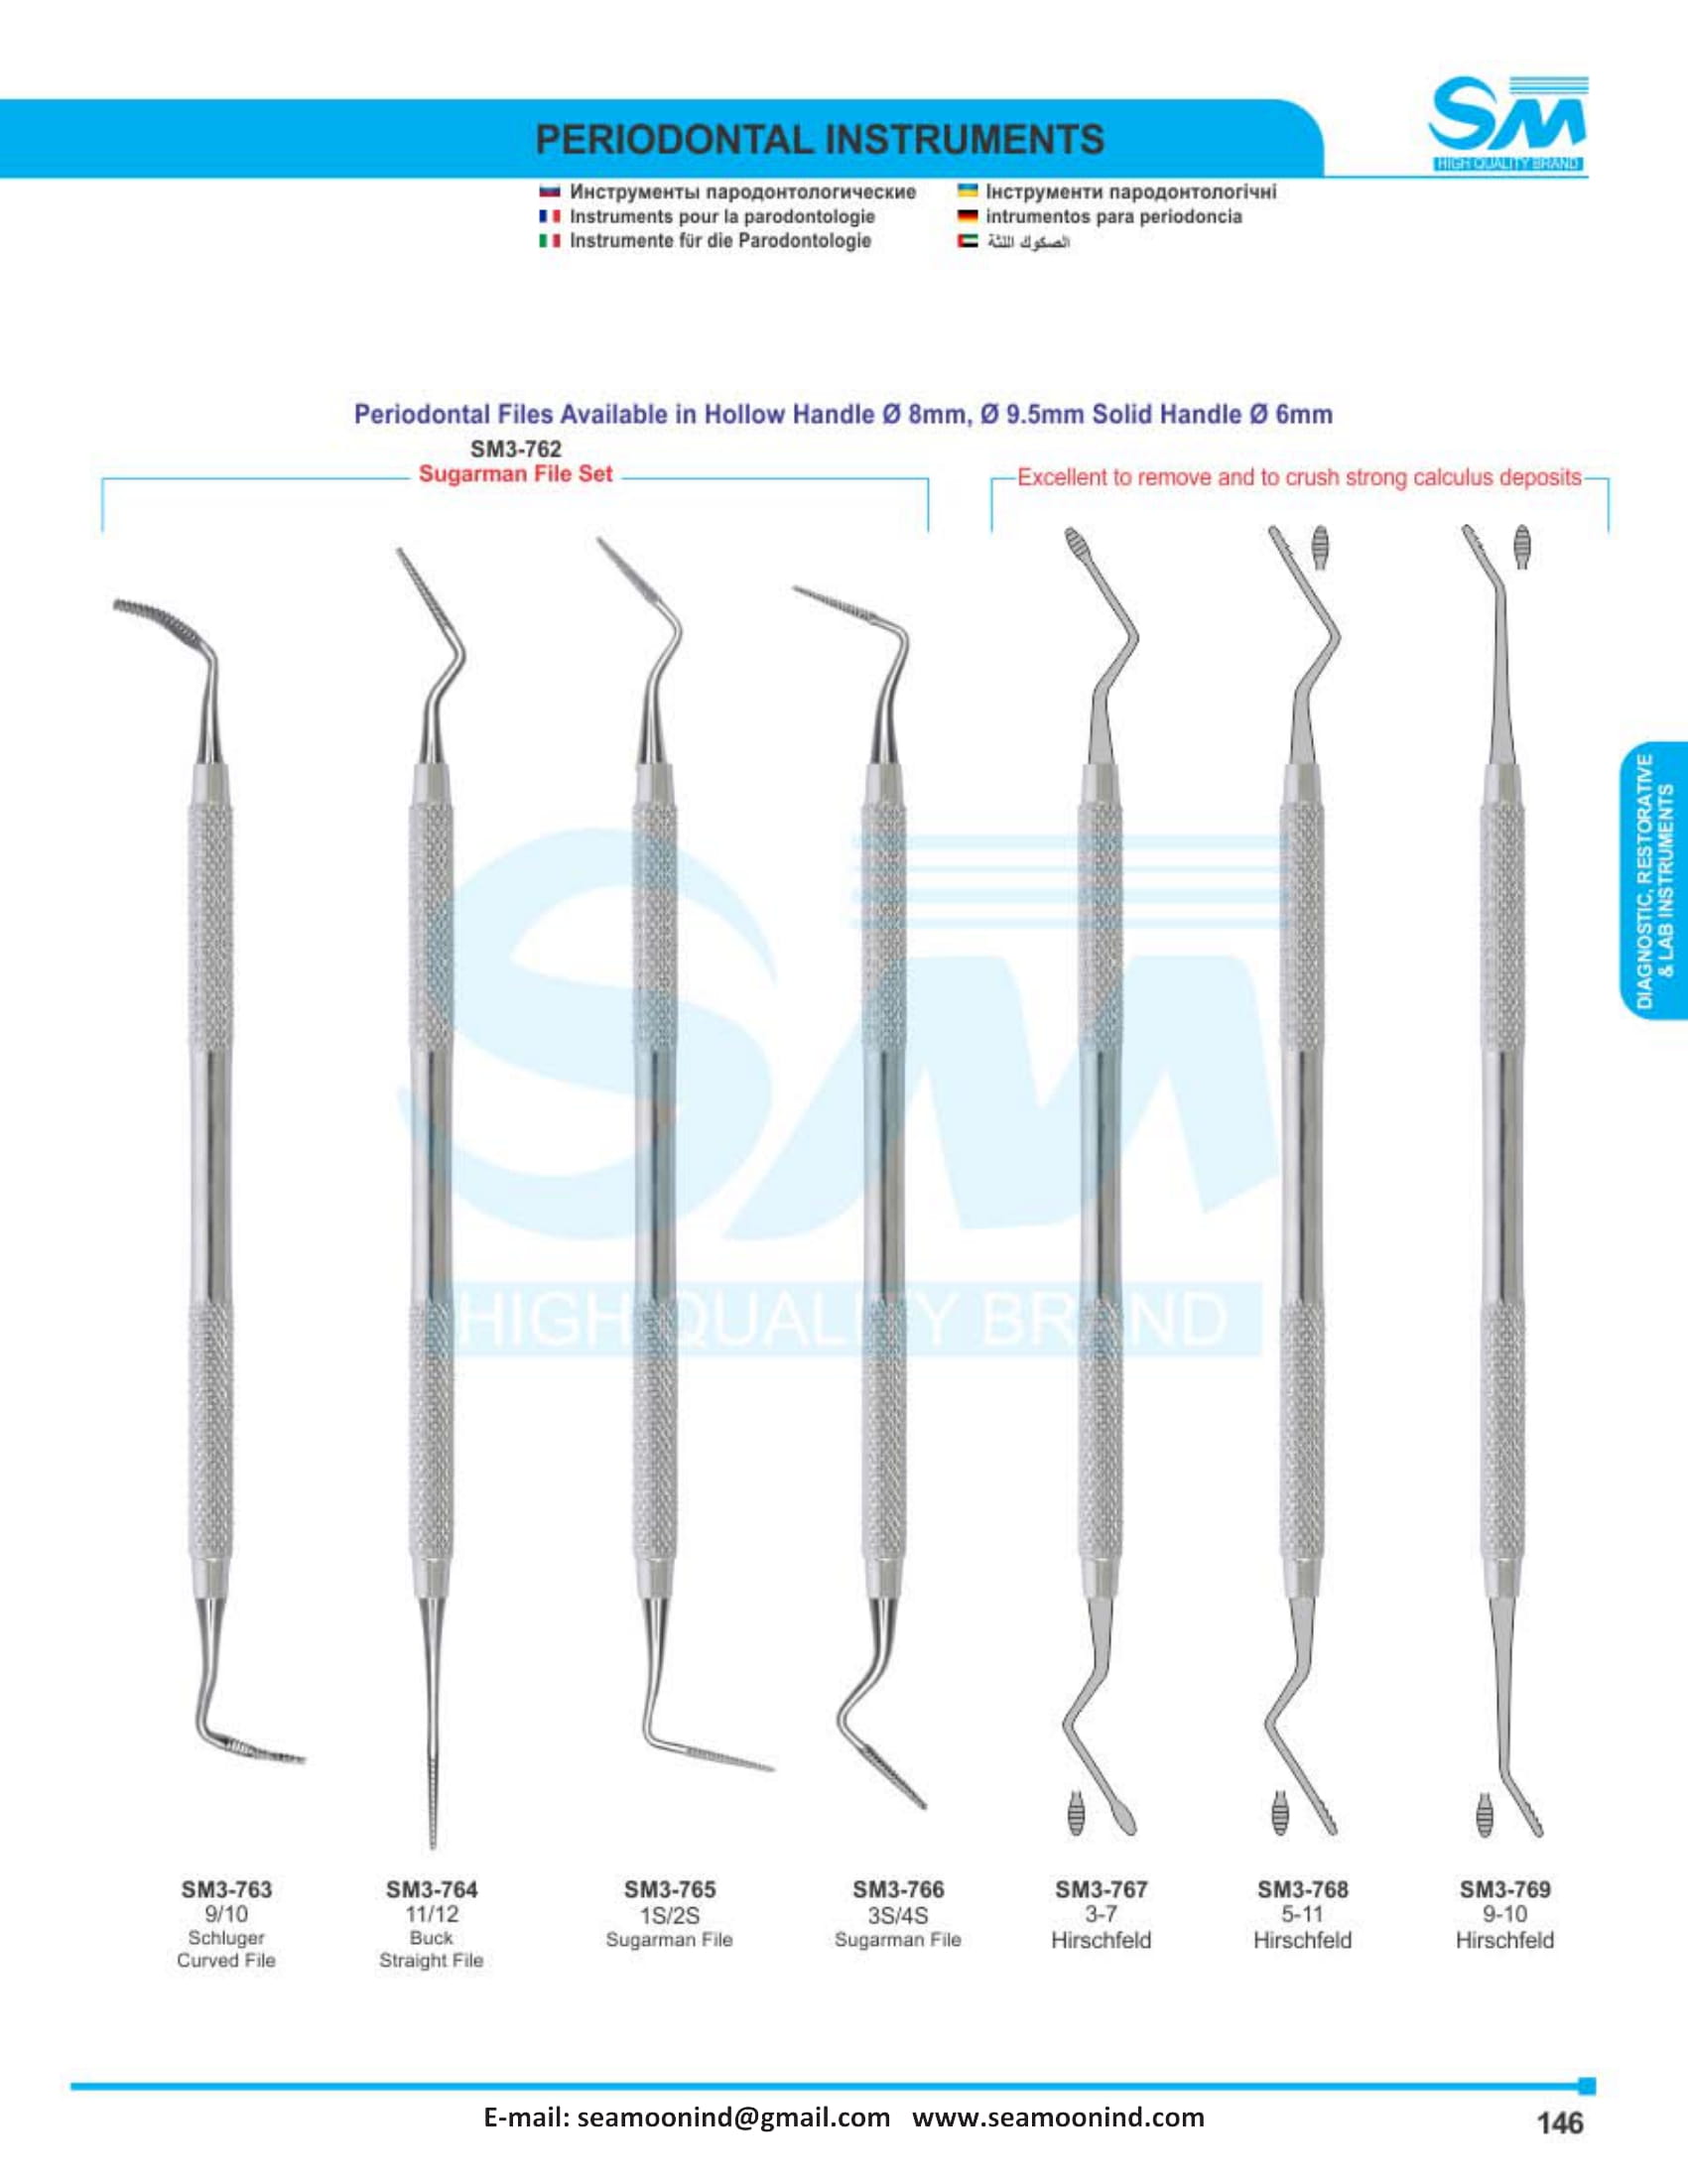 SM
HIGH QUALITY BRAND
PERIODONTAL INSTRUMENTS
Инструменты пародонтологические
Instruments pour la parodontologie
Instrumente für die Parodontologie
Інструменти пародонтологічні
intrumentos para periodoncia
الصكوك اللثة
Periodontal Files Available in Hollow Handle Ø 8mm, Ø 9.5mm Solid Handle Ø 6mm
SM3-762
Sugarman File Set
Excellent to remove and to crush strong calculus deposits
DIAGNOSTIC, RESTORATIVE
& LAB INSTRUMENTS
SM
HIGH QUALITY BRAND
SM3-763
9/10
Schluger
Curved File
SM3-764
11/12
Buck
Straight File
SM3-765
1S/2S
Sugarman File
SM3-766
3S/4S
Sugarman File
SM3-767
3-7
Hirschfeld
SM3-768
5-11
Hirschfeld
SM3-769
9-10
Hirschfeld
E-mail: seamoonind@gmail.com www.seamoonind.com
146